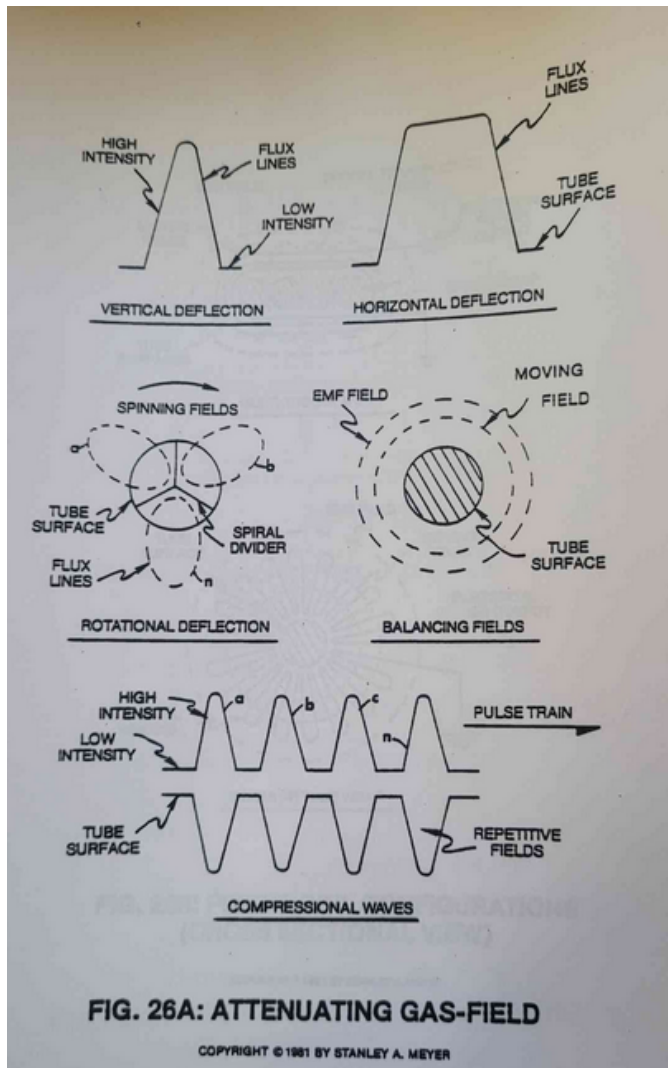 FLUX
LINES
HIGH
INTENSITY
FLUX
LINES
LOW
INTENSITY
TUBE
SURFACE
VERTICAL DEFLECTION
HORIZONTAL DEFLECTION
SPINNING FIELDS
a
b
TUBE
SURFACE
SPIRAL
DIVIDER
FLUX
LINES
n
ROTATIONAL DEFLECTION
EMF FIELD
MOVING
FIELD
TUBE
SURFACE
BALANCING FIELDS
HIGH
INTENSITY
a
b
c
n
PULSE TRAIN
LOW
INTENSITY
TUBE
SURFACE
REPETITIVE
FIELDS
COMPRESSIONAL WAVES
FIG. 26A: ATTENUATING GAS-FIELD
COPYRIGHT © 1981 BY STANLEY A. MEYER